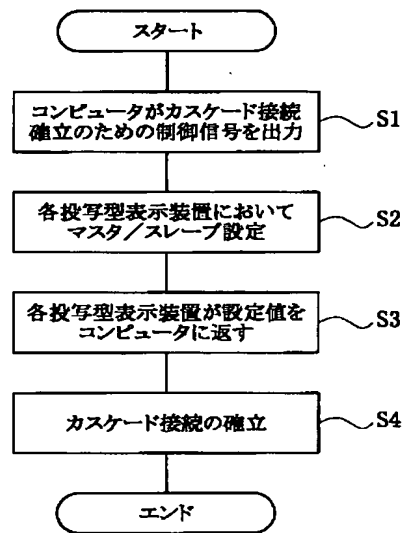 スタート
コンピュータがカスケード接続
確立のための制御信号を出力
S1
各投写型表示装置において
マスタ／スレーブ設定
S2
各投写型表示装置が設定値を
コンピュータに返す
S3
カスケード接続の確立
S4
エンド